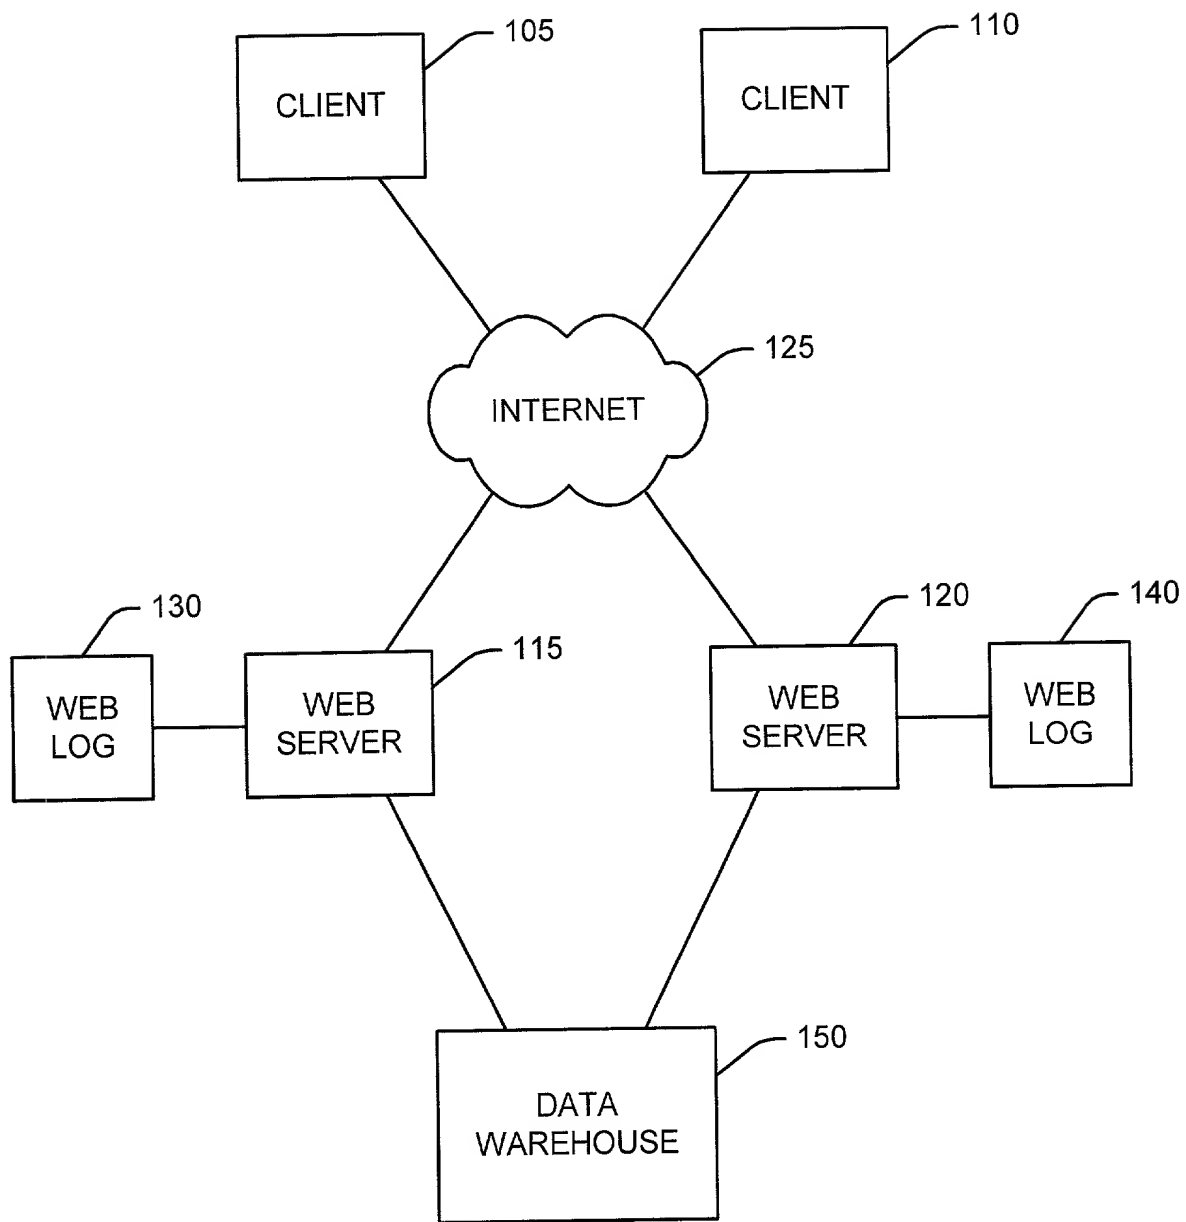 105
110
CLIENT
CLIENT
125
INTERNET
130
120
140
115
WEB
LOG
WEB
SERVER
WEB
SERVER
WEB
LOG
150
DATA
WAREHOUSE